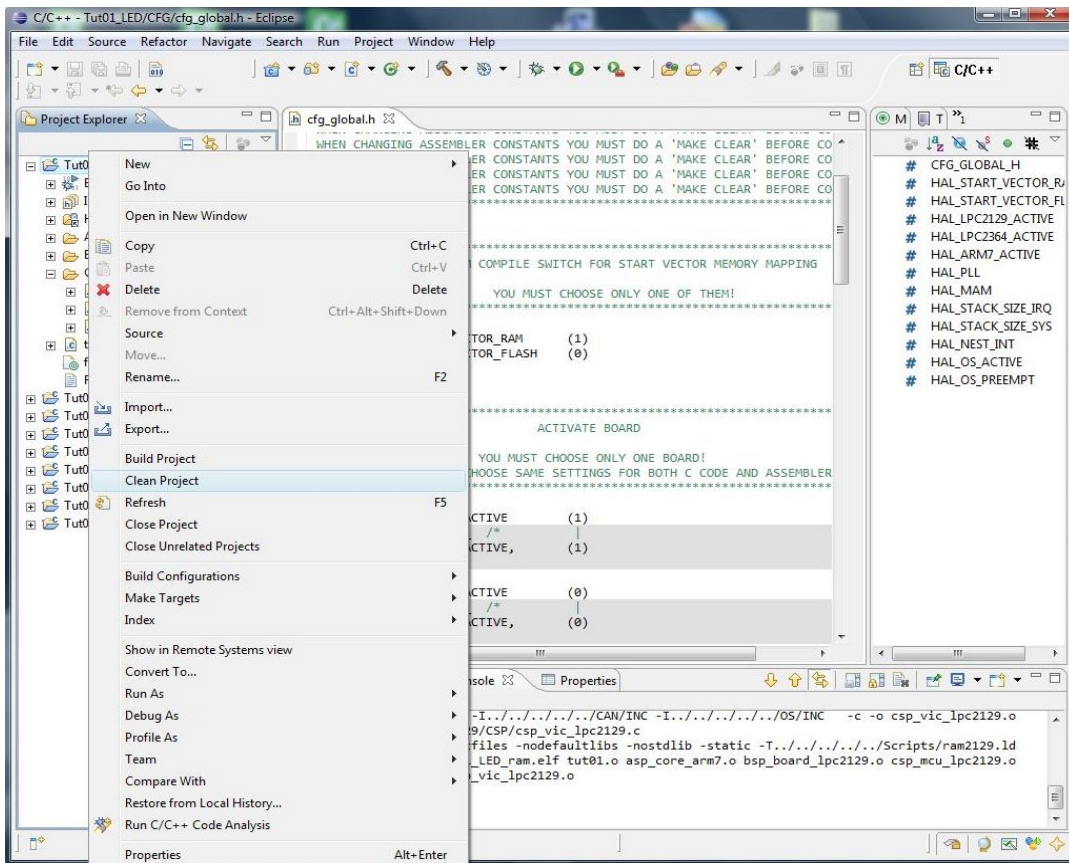 C/C++ - Tut01_LED/CFG/cfg_global.h - Eclipse
File Edit Source Refactor Navigate Search Run Project Window Help
C/C++
Project Explorer
cfg_global.h
M T »1
WHEN CHANGING ASSEMBLER CONSTANTS YOU MUST DO A 'MAKE CLEAR' BEFORE CO
ER CONSTANTS YOU MUST DO A 'MAKE CLEAR' BEFORE CO
ER CONSTANTS YOU MUST DO A 'MAKE CLEAR' BEFORE CO
ER CONSTANTS YOU MUST DO A 'MAKE CLEAR' BEFORE CO
COMPILE SWITCH FOR START VECTOR MEMORY MAPPING
YOU MUST CHOOSE ONLY ONE OF THEM!
TOR_RAM (1)
TOR_FLASH (0)
ACTIVATE BOARD
YOU MUST CHOOSE ONLY ONE BOARD!
HOOSE SAME SETTINGS FOR BOTH C CODE AND ASSEMBLER
ACTIVE (1)
/* |
ACTIVE, (1)
ACTIVE (0)
/* |
ACTIVE, (0)
# CFG_GLOBAL_H
# HAL_START_VECTOR_RA
# HAL_START_VECTOR_FL
# HAL_LPC2129_ACTIVE
# HAL_LPC2364_ACTIVE
# HAL_ARM7_ACTIVE
# HAL_PLL
# HAL_MAM
# HAL_STACK_SIZE_IRQ
# HAL_STACK_SIZE_SYS
# HAL_NEST_INT
# HAL_OS_ACTIVE
# HAL_OS_PREEMPT
Tut0
Tut0
Tut0
Tut0
Tut0
Tut0
Tut0
Tut0
Tut0
New
Go Into
Open in New Window
Copy Ctrl+C
Paste Ctrl+V
Delete Delete
Remove from Context Ctrl+Alt+Shift+Down
Source
Move...
Rename... F2
Import...
Export...
Build Project
Clean Project
Refresh F5
Close Project
Close Unrelated Projects
Build Configurations
Make Targets
Index
Show in Remote Systems view
Convert To...
Run As
Debug As
Profile As
Team
Compare With
Restore from Local History...
Run C/C++ Code Analysis
Properties Alt+Enter
nsole Properties
-I../../../../../CAN/INC -I../../../../../OS/INC -c -o csp_vic_lpc2129.o
29/CSP/csp_vic_lpc2129.c
tfiles -nodefaultlibs -nostdlib -static -T../../../../../Scripts/ram2129.ld
_LED_ram.elf tut01.o asp_core_arm7.o bsp_board_lpc2129.o csp_mcu_lpc2129.o
_vic_lpc2129.o